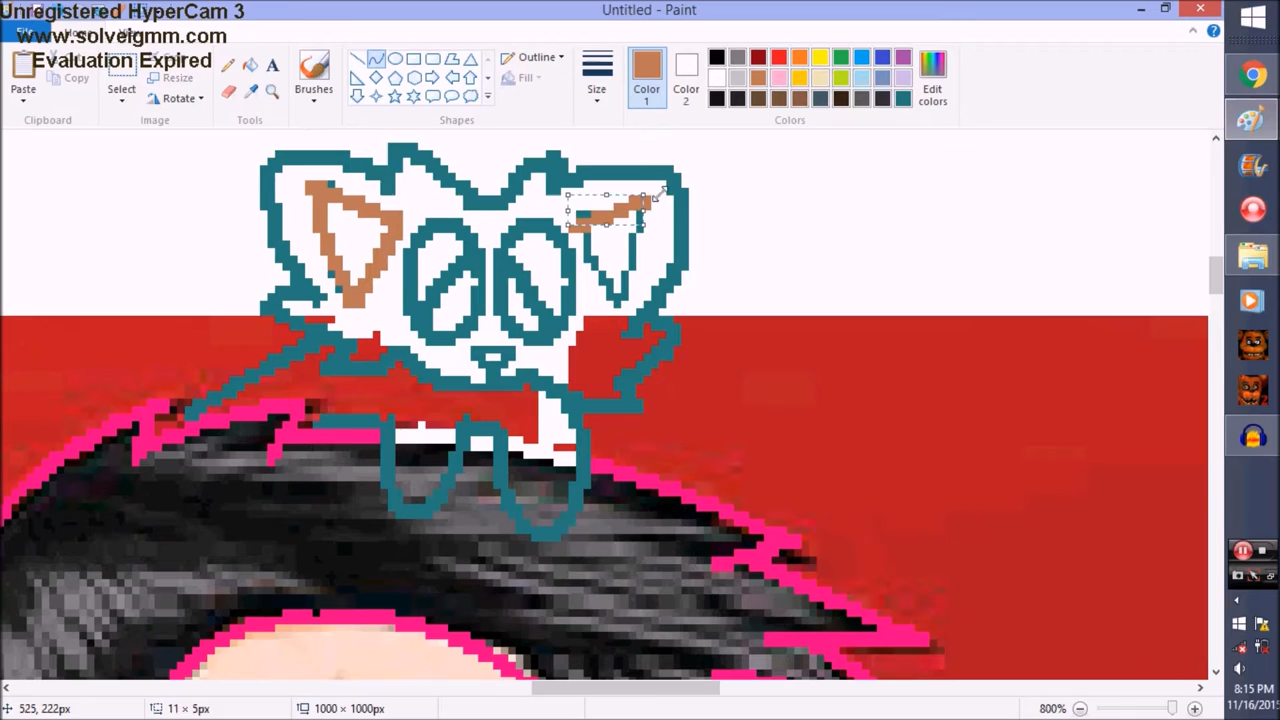 Unregistered HyperCam 3
www.solveigmm.com
Evaluation Expired
Untitled - Paint
Paste
Copy
Clipboard
Select
Resize
Rotate
Image
Tools
Brushes
Outline
Fill
Shapes
Size
Color 1
Color 2
Edit colors
Colors
525, 222px
11 × 5px
1000 × 1000px
800%
8:15 PM
11/16/201